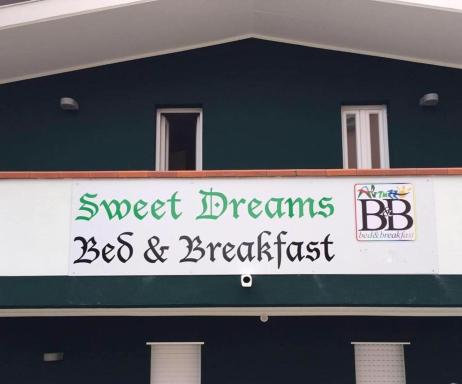 Sweet Dreams
Bed & Breakfast
B&B
bed&breakfast